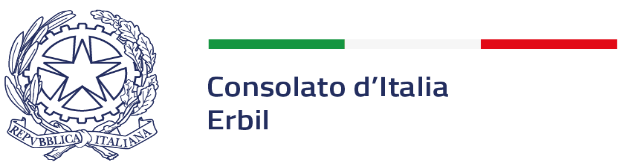 REPVBBLICA ITALIANA
Consolato d'Italia
Erbil